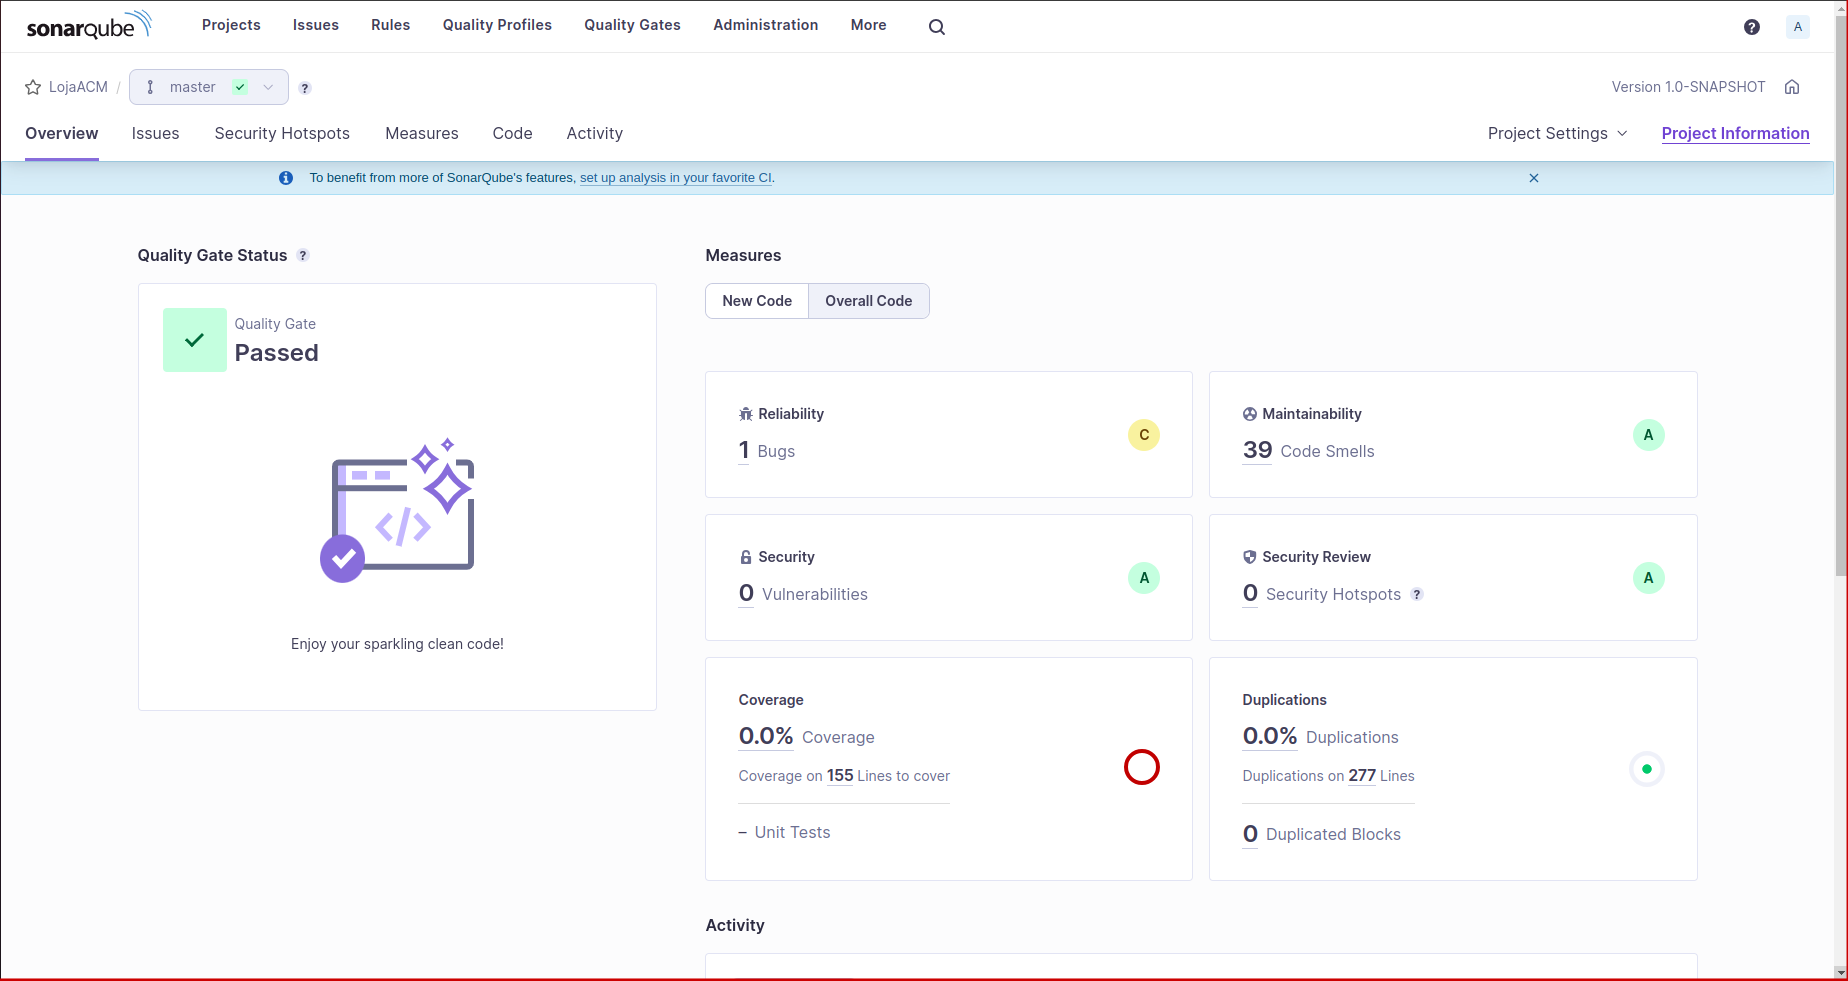 sonarqube Projects Issues Rules Quality Profiles Quality Gates Administration More ? A
LojaACM / master ? Version 1.0-SNAPSHOT
Overview Issues Security Hotspots Measures Code Activity Project Settings Project Information
To benefit from more of SonarQube's features, set up analysis in your favorite CI.
Quality Gate Status ?
Quality Gate
Passed
</>
Enjoy your sparkling clean code!
Measures
New Code Overall Code
Reliability
1 Bugs
C
Maintainability
39 Code Smells
A
Security
0 Vulnerabilities
A
Security Review
0 Security Hotspots ?
A
Coverage
0.0% Coverage
Coverage on 155 Lines to cover
– Unit Tests
Duplications
0.0% Duplications
Duplications on 277 Lines
0 Duplicated Blocks
Activity